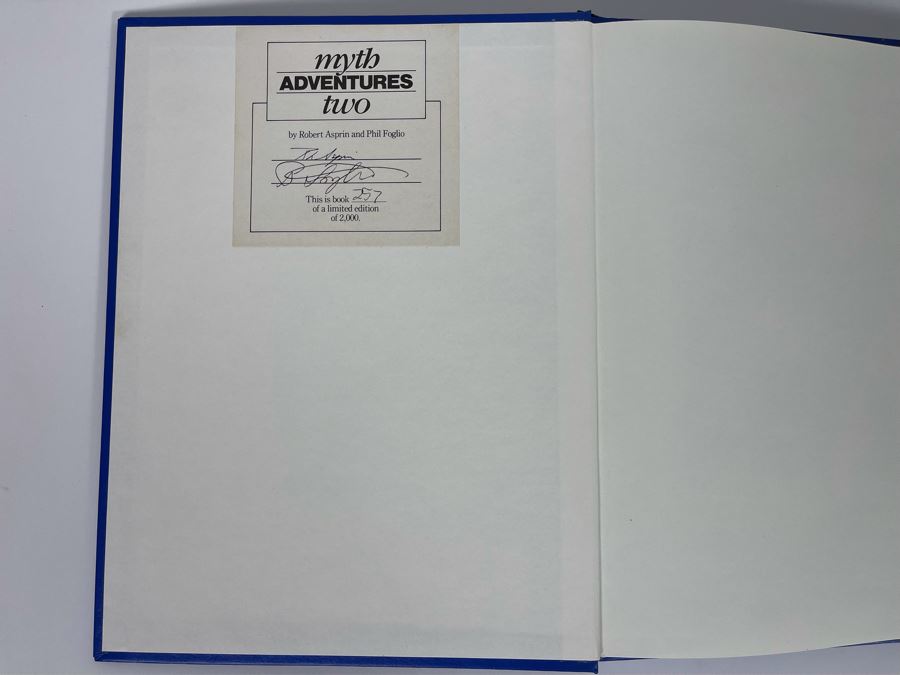 myth
ADVENTURES
two
by Robert Asprin and Phil Foglio
This is book 257
of a limited edition
of 2,000.